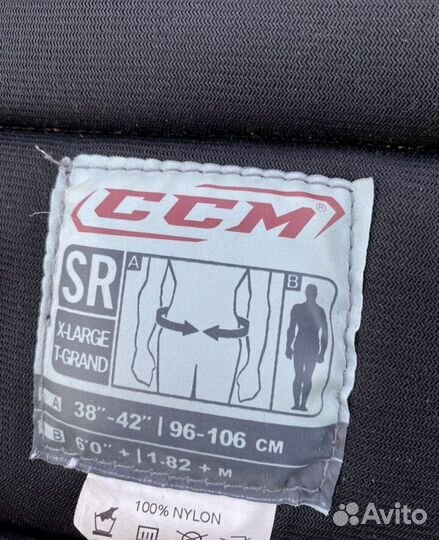 CCM®
SR
X-LARGE
T-GRAND
A
B
A 38"-42" | 96-106 CM
B 6'0" + | 1.82 + M
100% NYLON
Avito